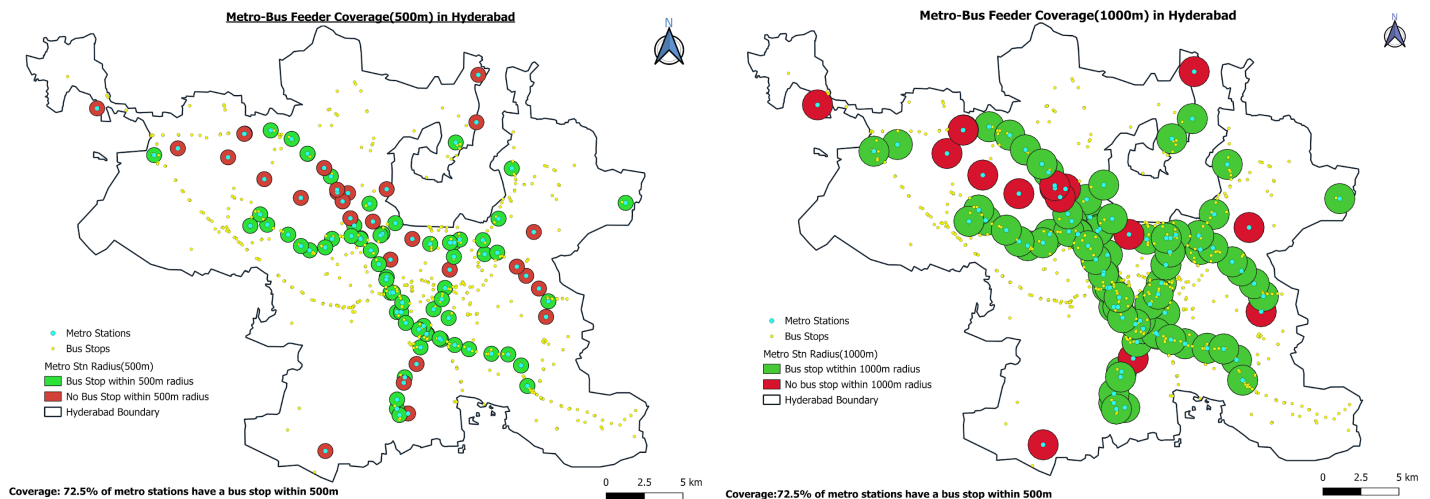 Metro-Bus Feeder Coverage(500m) in Hyderabad
N
Metro Stations
Bus Stops
Metro Stn Radius(500m)
Bus Stop wtihin 500m radius
No Bus Stop wtihin 500m radius
Hyderabad Boundary
Coverage: 72.5% of metro stations have a bus stop within 500m
0 2.5 5 km
Metro-Bus Feeder Coverage(1000m) in Hyderabad
N
Metro Stations
Bus Stops
Metro Stn Radius(1000m)
Bus stop wtithin 1000m radius
No bus stop wtithin 1000m radius
Hyderabad Boundary
Coverage:72.5% of metro stations have a bus stop within 500m
0 2.5 5 km